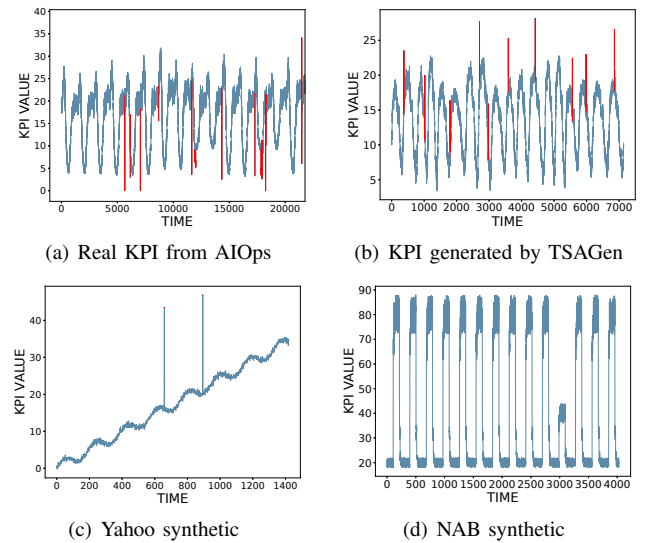 40
35
30
25
20
15
10
5
0
KPI VALUE
0 5000 10000 15000 20000
TIME
(a) Real KPI from AIOps
25
20
15
10
5
KPI VALUE
0 1000 2000 3000 4000 5000 6000 7000
TIME
(b) KPI generated by TSAGen
40
30
20
10
0
KPI VALUE
0 200 400 600 800 1000 1200 1400
TIME
(c) Yahoo synthetic
90
80
70
60
50
40
30
20
KPI VALUE
0 500 1000 1500 2000 2500 3000 3500 4000
TIME
(d) NAB synthetic